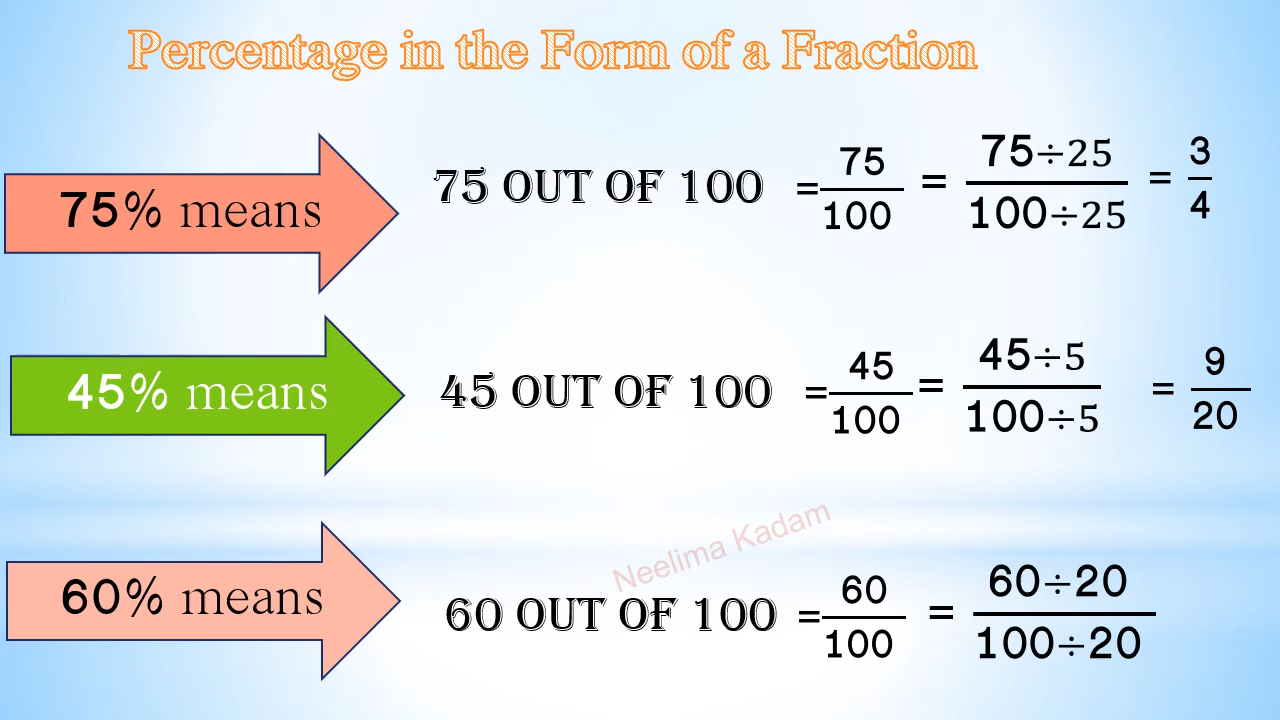 Percentage in the Form of a Fraction
75% means 75 OUT OF 100 = 75/100 = 75÷25/100÷25 = 3/4
45% means 45 OUT OF 100 = 45/100 = 45÷5/100÷5 = 9/20
Neelima Kadam
60% means 60 OUT OF 100 = 60/100 = 60÷20/100÷20